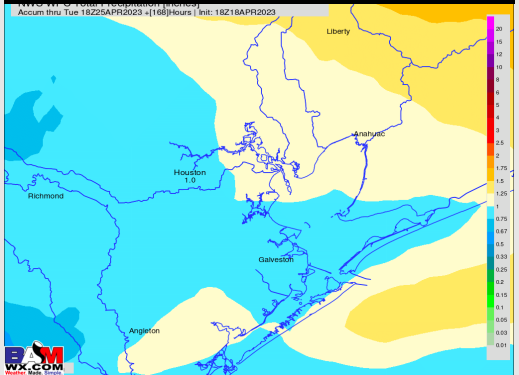 NWS WPC Total Precipitation [inches]
Accum thru Tue 18Z25APR2023 +[168]Hours | Init: 18Z18APR2023
Liberty
Anahuac
Houston
1.0
Richmond
Galveston
Angleton
20
15
12
10
8
6
5
4
3
2.5
2
1.75
1.5
1.25
1
0.75
0.67
0.5
0.33
0.25
0.2
0.15
0.1
0.05
0.03
0.01
BAM
WX.COM
Weather. Made. Simple.